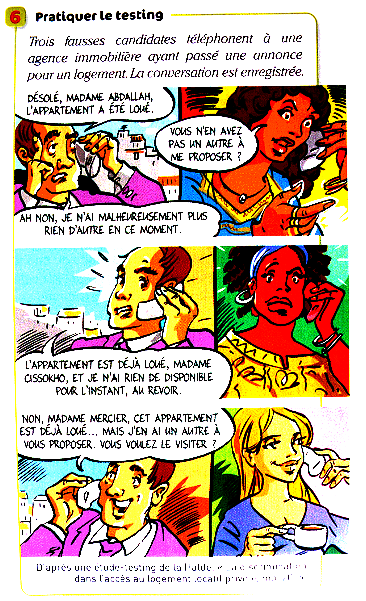 6 Pratiquer le testing
Trois fausses candidates téléphonent à une
agence immobilière ayant passé une annonce
pour un logement. La conversation est enregistrée.
DÉSOLÉ, MADAME ABDALLAH,
L'APPARTEMENT A ÉTÉ LOUÉ.
VOUS N'EN AVEZ
PAS UN AUTRE À
ME PROPOSER ?
AH NON, JE N'AI MALHEUREUSEMENT PLUS
RIEN D'AUTRE EN CE MOMENT.
L'APPARTEMENT EST DÉJÀ LOUÉ, MADAME
CISSOKHO, ET JE N'AI RIEN DE DISPONIBLE
POUR L'INSTANT, AU REVOIR.
NON, MADAME MERCIER, CET APPARTEMENT
EST DÉJÀ LOUÉ... MAIS J'EN AI UN AUTRE À
VOUS PROPOSER. VOUS VOULEZ LE VISITER ?
D'après une étude-testing de la Halde,
dans l'accès au logement locatif privé